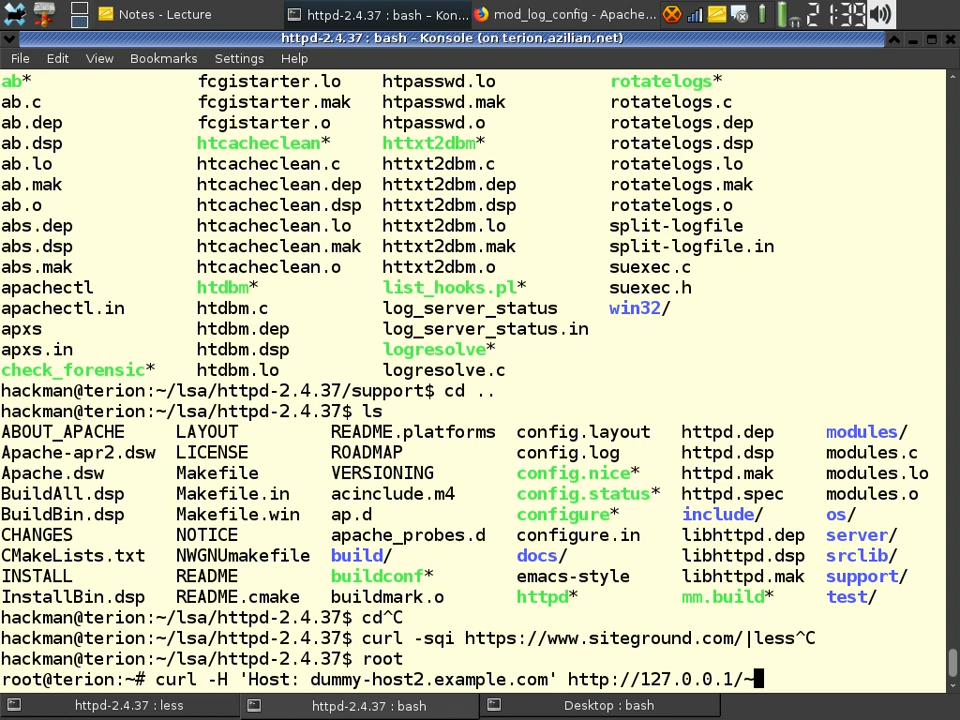 Notes - Lecture httpd-2.4.37 : bash – Kon... mod_log_config - Apache... 21:39
httpd-2.4.37 : bash – Konsole (on terion.azilian.net)
File Edit View Bookmarks Settings Help
ab* fcgistarter.lo htpasswd.lo rotatelogs*
ab.c fcgistarter.mak htpasswd.mak rotatelogs.c
ab.dep fcgistarter.o htpasswd.o rotatelogs.dep
ab.dsp htcacheclean* httxt2dbm* rotatelogs.dsp
ab.lo htcacheclean.c httxt2dbm.c rotatelogs.lo
ab.mak htcacheclean.dep httxt2dbm.dep rotatelogs.mak
ab.o htcacheclean.dsp httxt2dbm.dsp rotatelogs.o
abs.dep htcacheclean.lo httxt2dbm.lo split-logfile
abs.dsp htcacheclean.mak httxt2dbm.mak split-logfile.in
abs.mak htcacheclean.o httxt2dbm.o suexec.c
apachectl htdbm* list_hooks.pl* suexec.h
apachectl.in htdbm.c log_server_status win32/
apxs htdbm.dep log_server_status.in
apxs.in htdbm.dsp logresolve*
check_forensic* htdbm.lo logresolve.c
hackman@terion:~/lsa/httpd-2.4.37/support$ cd ..
hackman@terion:~/lsa/httpd-2.4.37$ ls
ABOUT_APACHE LAYOUT README.platforms config.layout httpd.dep modules/
Apache-apr2.dsw LICENSE ROADMAP config.log httpd.dsp modules.c
Apache.dsw Makefile VERSIONING config.nice* httpd.mak modules.lo
BuildAll.dsp Makefile.in acinclude.m4 config.status* httpd.spec modules.o
BuildBin.dsp Makefile.win ap.d configure* include/ os/
CHANGES NOTICE apache_probes.d configure.in libhttpd.dep server/
CMakeLists.txt NWGNUmakefile build/ docs/ libhttpd.dsp srclib/
INSTALL README buildconf* emacs-style libhttpd.mak support/
InstallBin.dsp README.cmake buildmark.o httpd* mm.build* test/
hackman@terion:~/lsa/httpd-2.4.37$ cd^C
hackman@terion:~/lsa/httpd-2.4.37$ curl -sqi https://www.siteground.com/|less^C
hackman@terion:~/lsa/httpd-2.4.37$ root
root@terion:~# curl -H 'Host: dummy-host2.example.com' http://127.0.0.1/~
httpd-2.4.37 : less httpd-2.4.37 : bash Desktop : bash